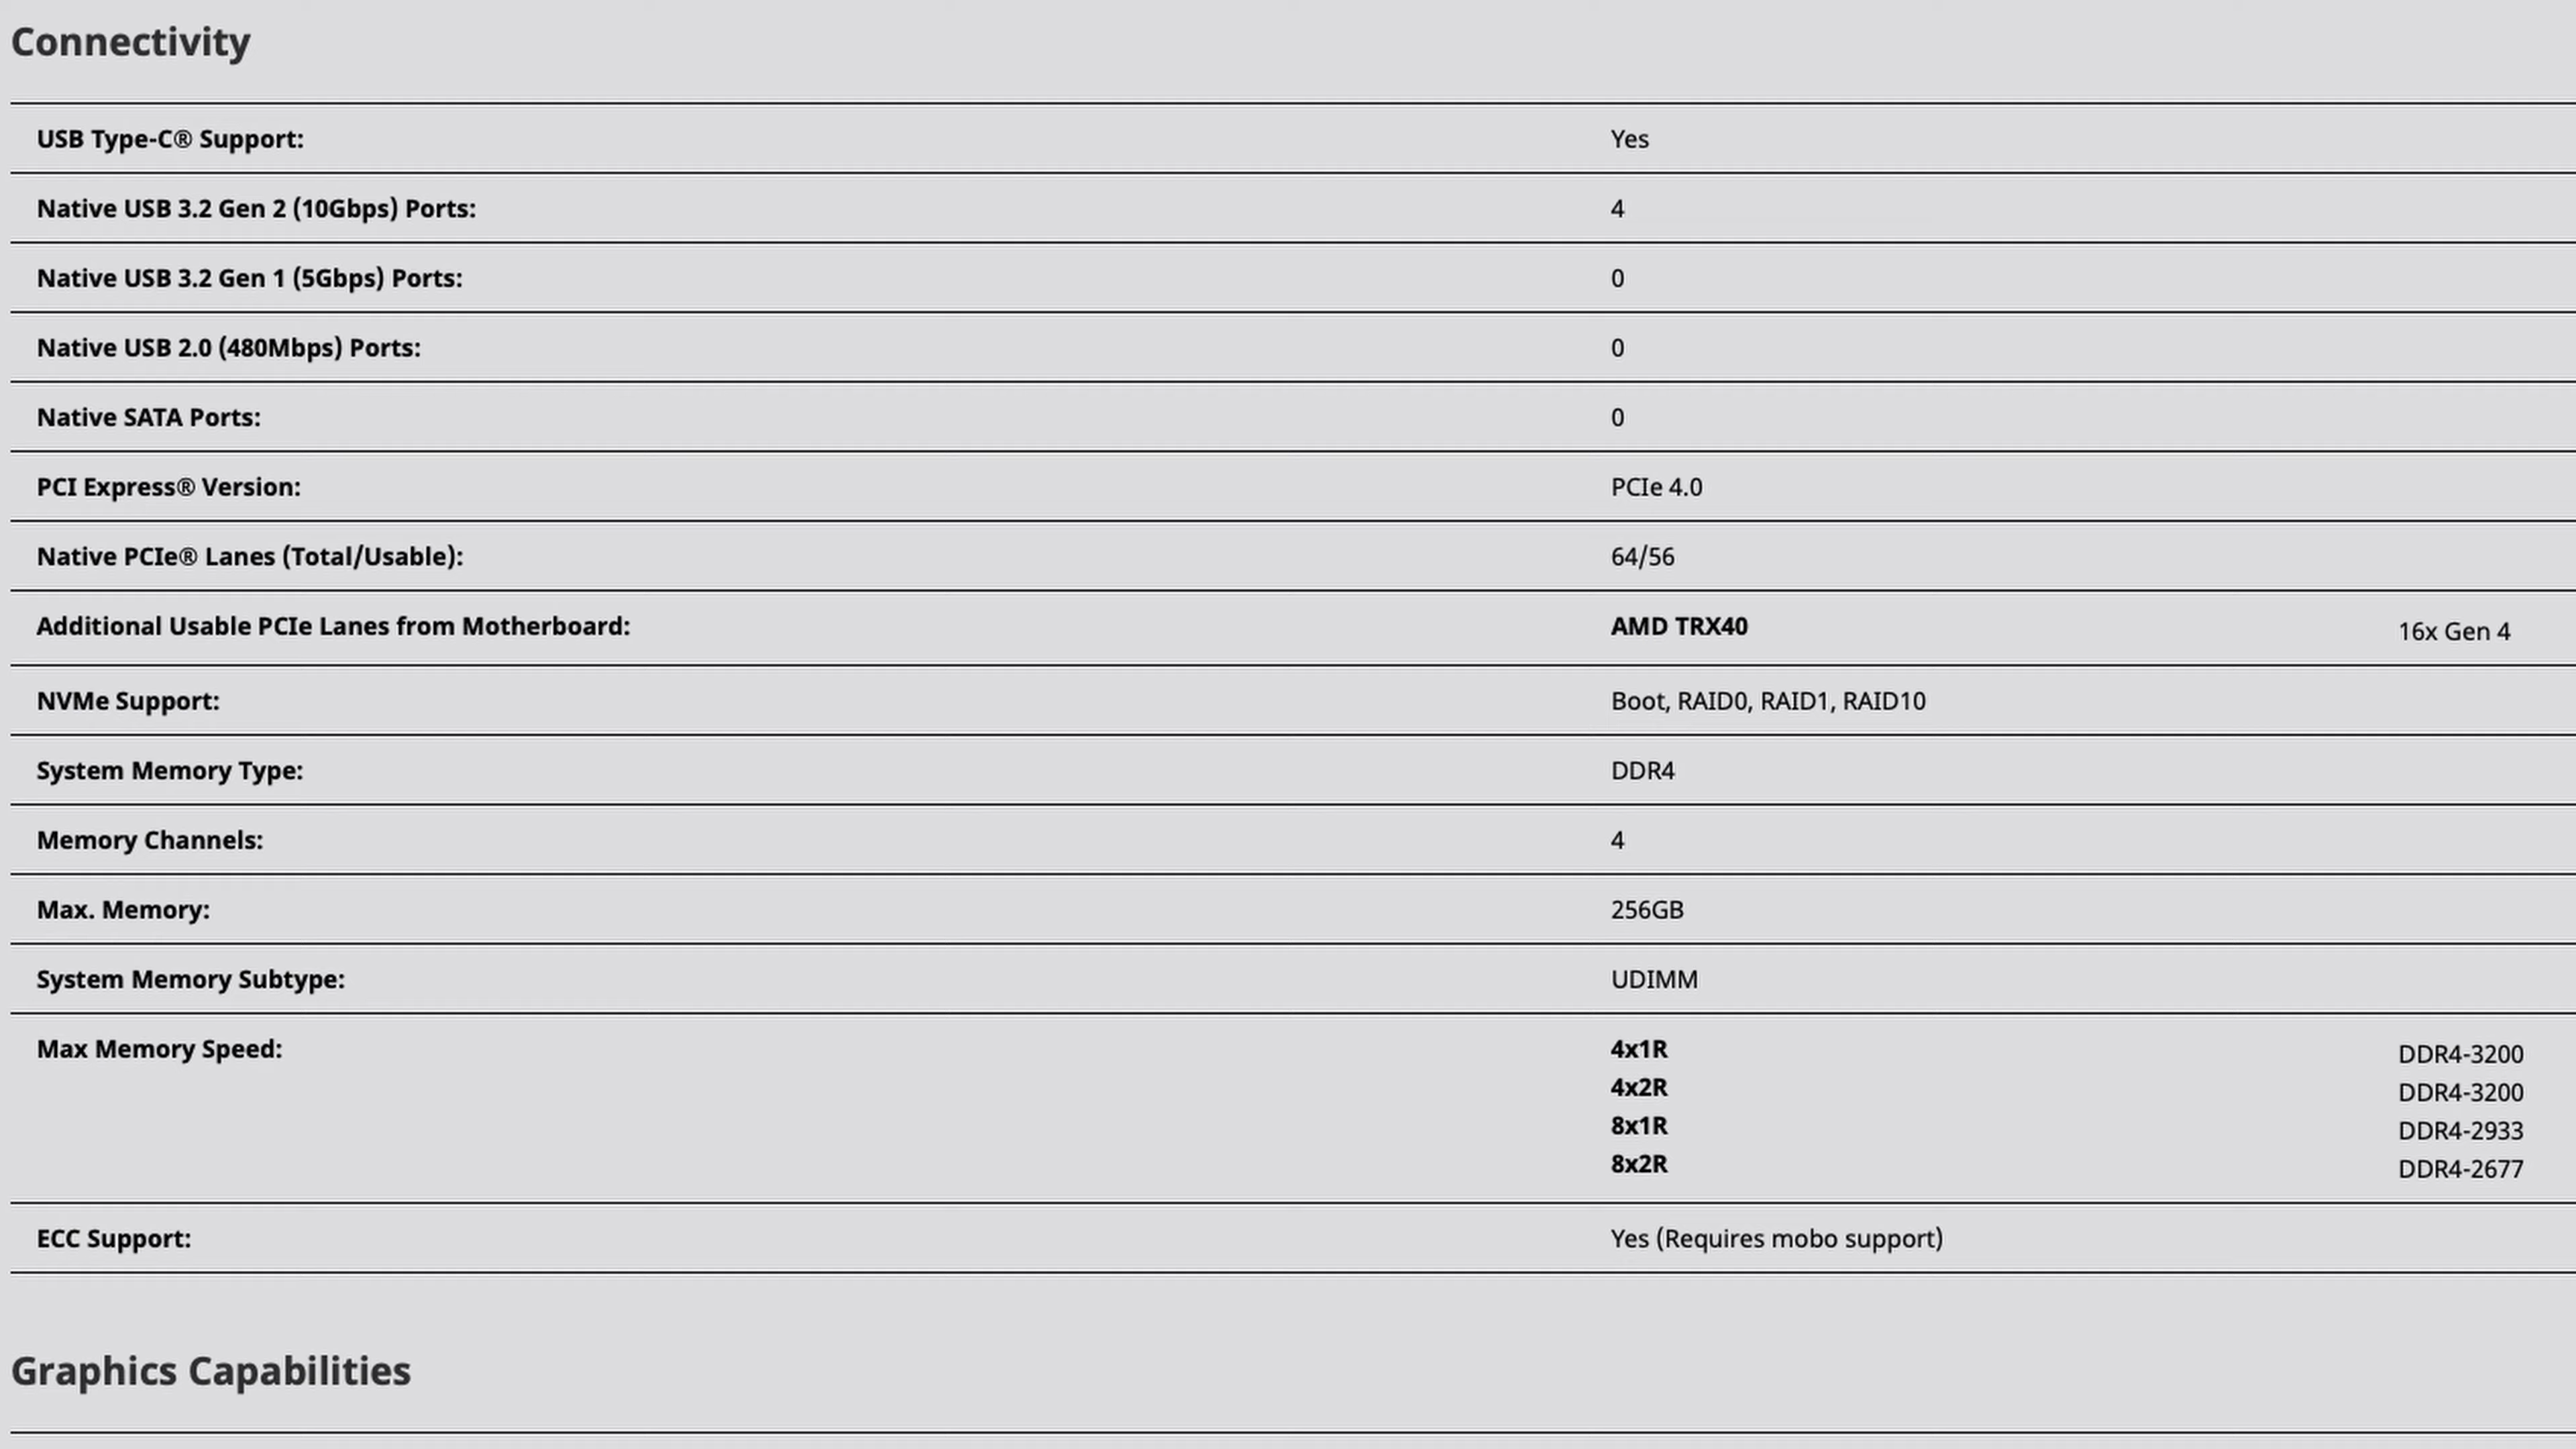 Connectivity
USB Type-C® Support: Yes
Native USB 3.2 Gen 2 (10Gbps) Ports: 4
Native USB 3.2 Gen 1 (5Gbps) Ports: 0
Native USB 2.0 (480Mbps) Ports: 0
Native SATA Ports: 0
PCI Express® Version: PCIe 4.0
Native PCIe® Lanes (Total/Usable): 64/56
Additional Usable PCIe Lanes from Motherboard: AMD TRX40 16x Gen 4
NVMe Support: Boot, RAID0, RAID1, RAID10
System Memory Type: DDR4
Memory Channels: 4
Max. Memory: 256GB
System Memory Subtype: UDIMM
Max Memory Speed: 4x1R DDR4-3200
4x2R DDR4-3200
8x1R DDR4-2933
8x2R DDR4-2677
ECC Support: Yes (Requires mobo support)
Graphics Capabilities